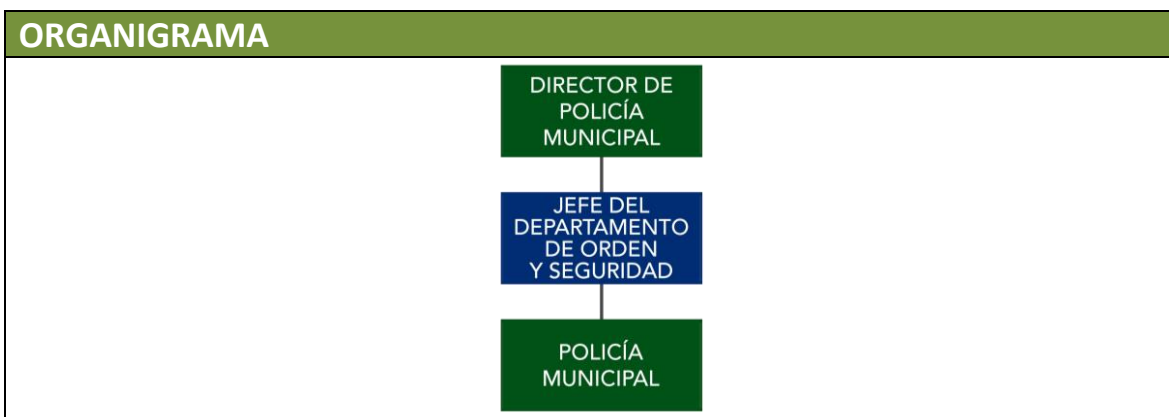 ORGANIGRAMA
DIRECTOR DE
POLICÍA
MUNICIPAL
JEFE DEL
DEPARTAMENTO
DE ORDEN
Y SEGURIDAD
POLICÍA
MUNICIPAL